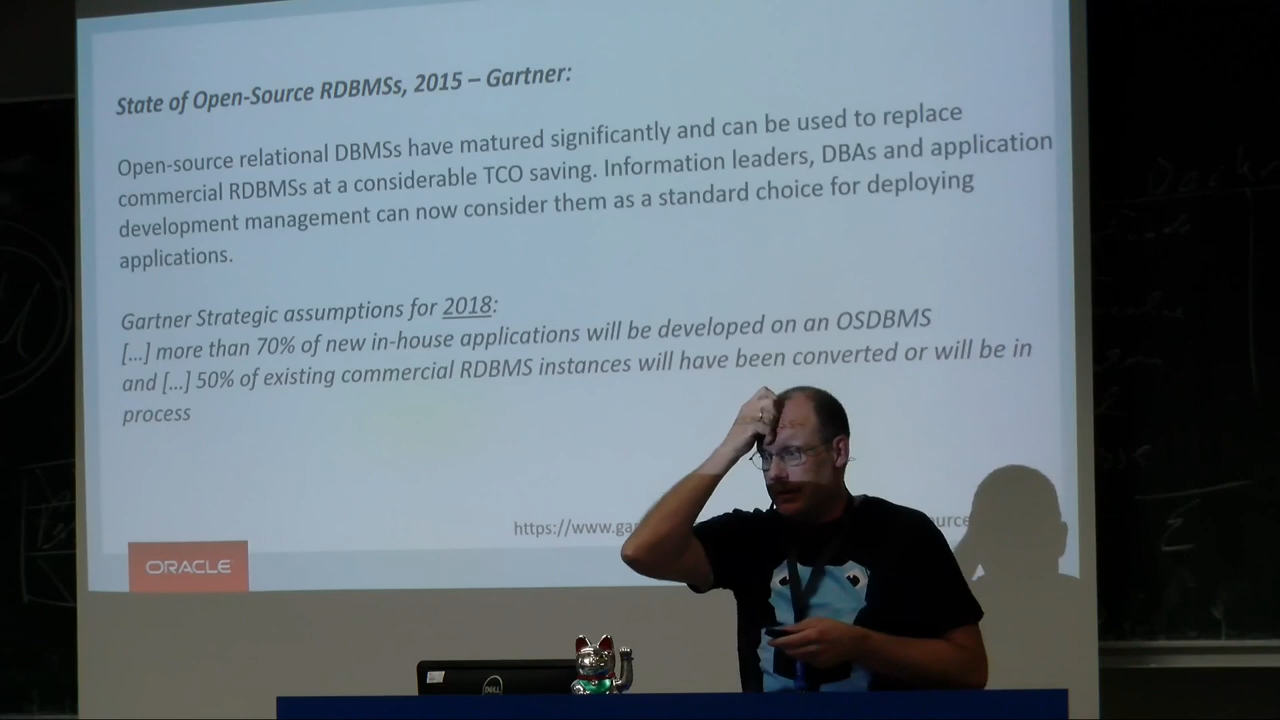 State of Open-Source RDBMSs, 2015 – Gartner:
Open-source relational DBMSs have matured significantly and can be used to replace
commercial RDBMSs at a considerable TCO saving. Information leaders, DBAs and application
development management can now consider them as a standard choice for deploying
applications.
Gartner Strategic assumptions for 2018:
[...] more than 70% of new in-house applications will be developed on an OSDBMS
and [...] 50% of existing commercial RDBMS instances will have been converted or will be in
process
https://www.ga
ORACLE
DELL